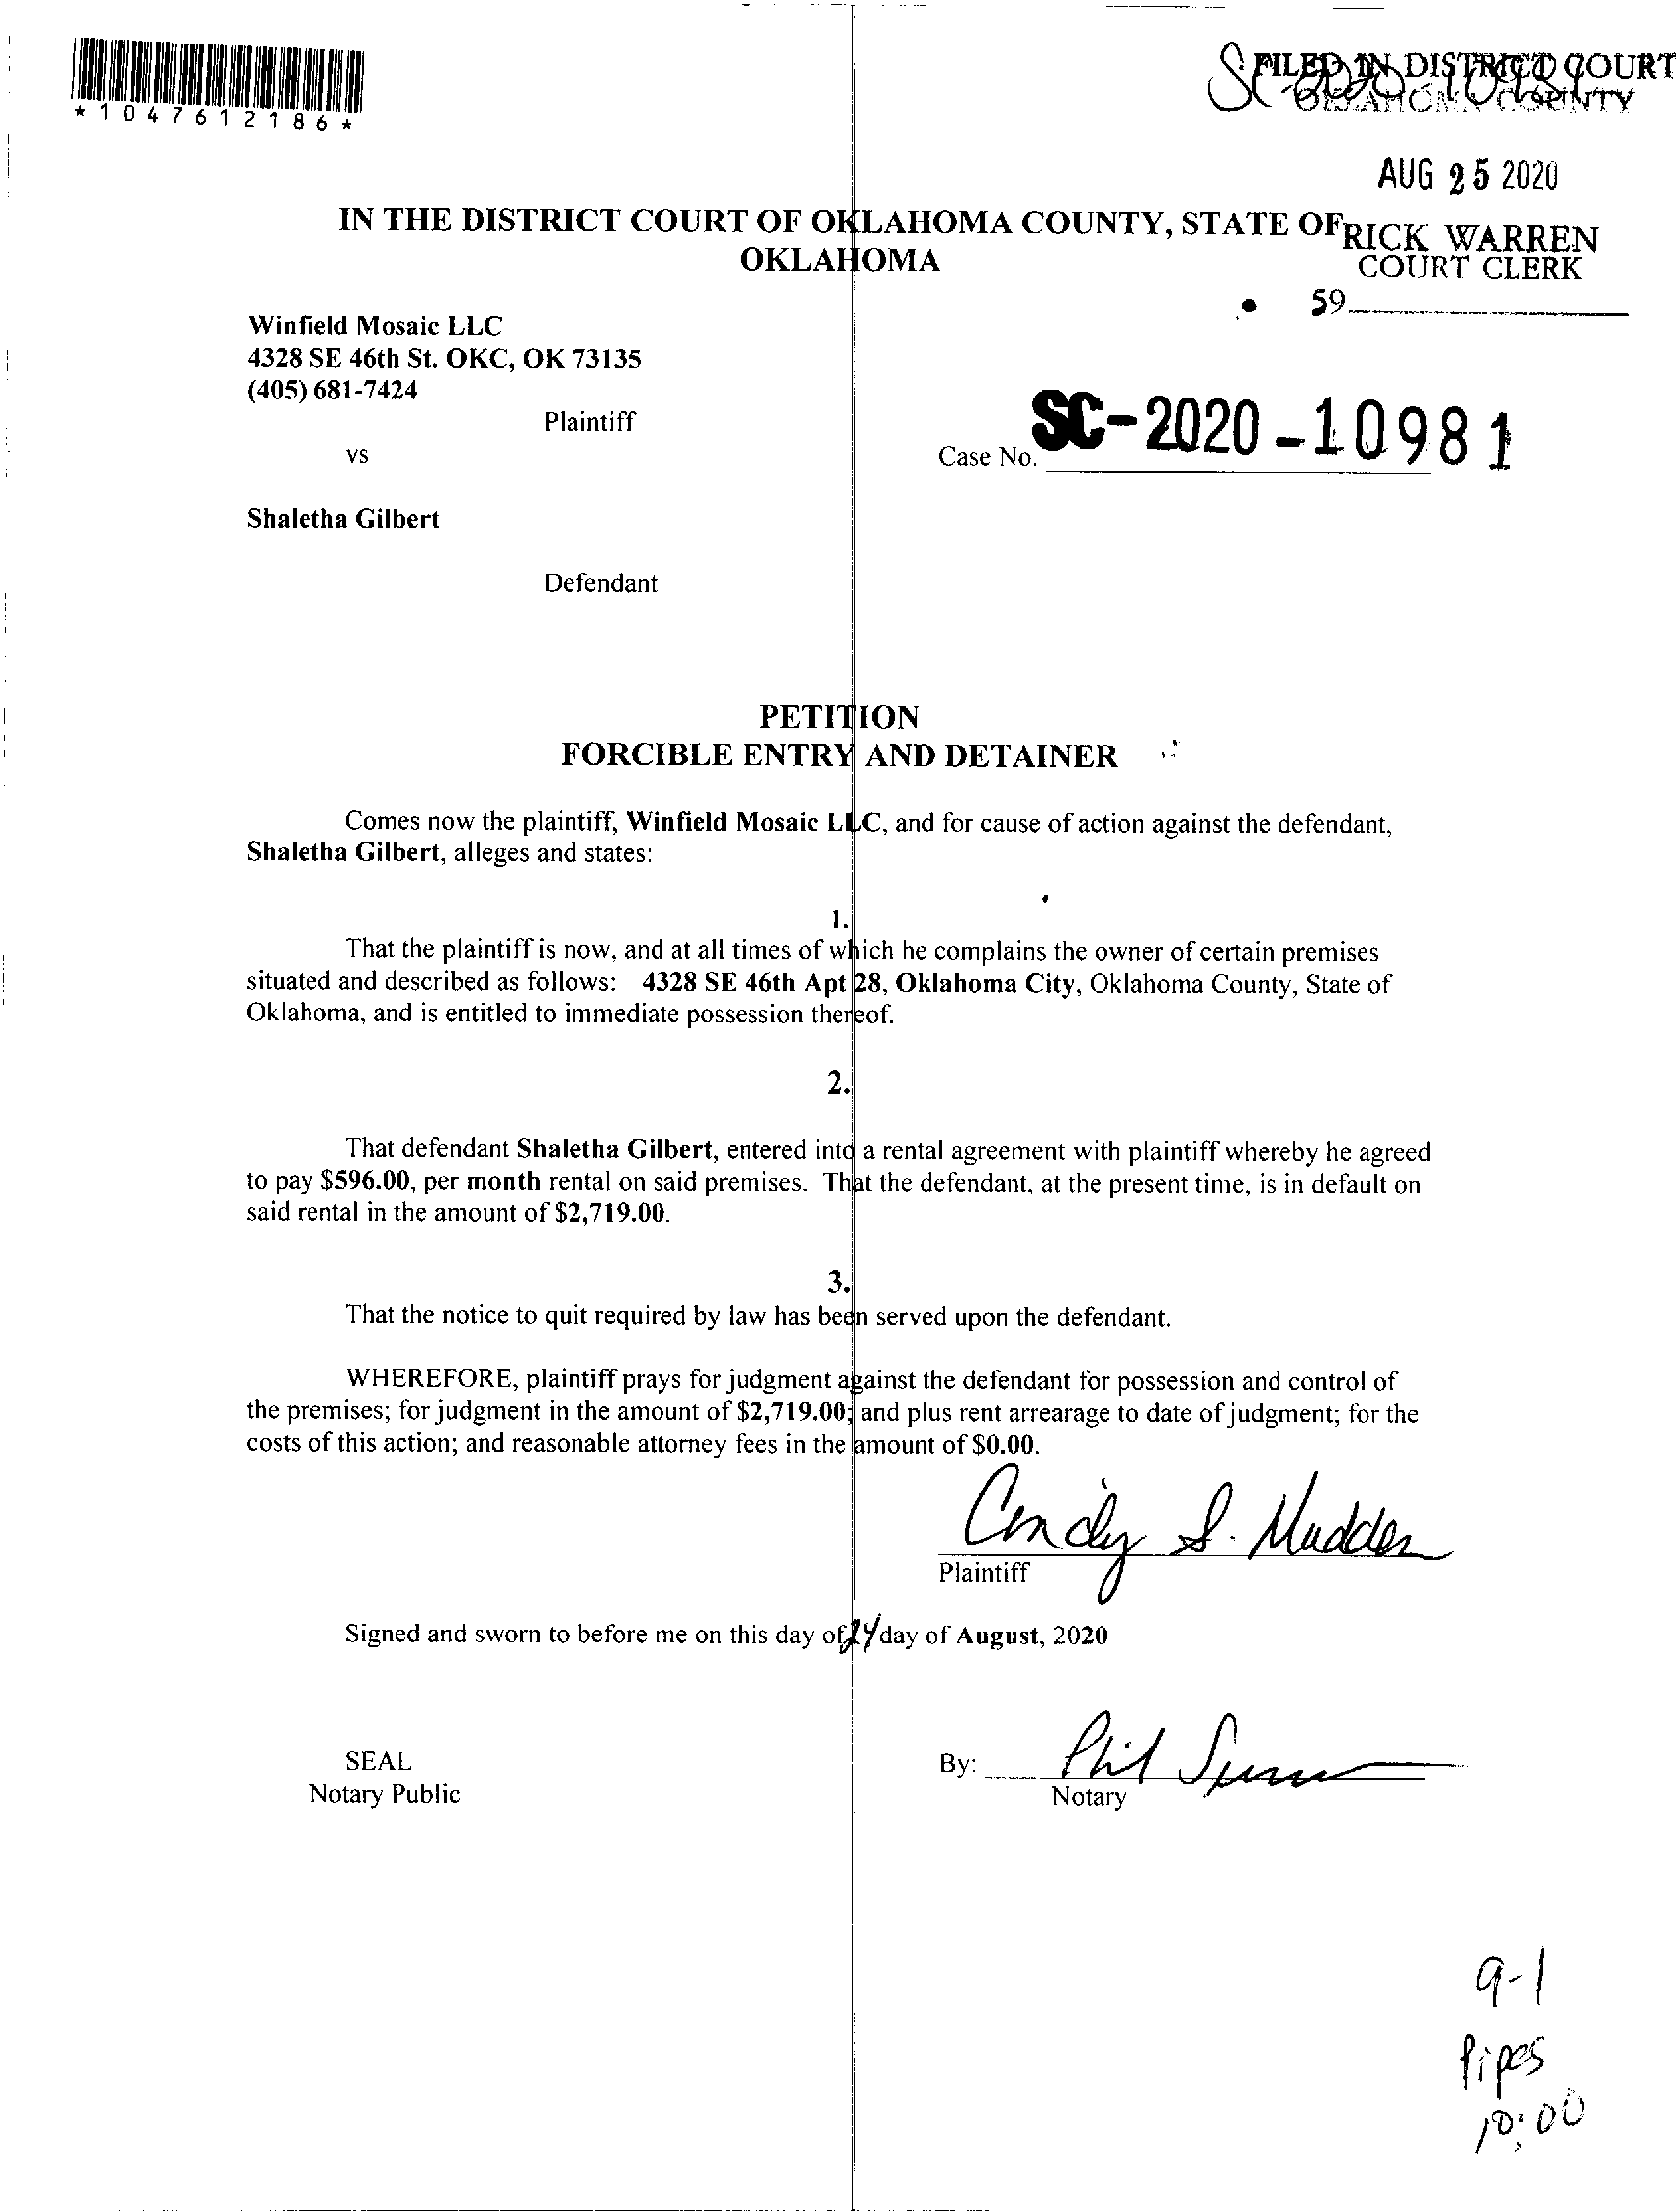 *1047612186*
SC-2020-10981
FILED IN DISTRICT COURT
OKLAHOMA COUNTY
AUG 25 2020
IN THE DISTRICT COURT OF OKLAHOMA COUNTY, STATE OF
OKLAHOMA
RICK WARREN
COURT CLERK
59
Winfield Mosaic LLC
4328 SE 46th St. OKC, OK 73135
(405) 681-7424
Plaintiff
vs
Case No. SC-2020-10981
Shaletha Gilbert
Defendant
PETITION
FORCIBLE ENTRY AND DETAINER
Comes now the plaintiff, Winfield Mosaic LLC, and for cause of action against the defendant,
Shaletha Gilbert, alleges and states:
1.
That the plaintiff is now, and at all times of which he complains the owner of certain premises
situated and described as follows: 4328 SE 46th Apt 28, Oklahoma City, Oklahoma County, State of
Oklahoma, and is entitled to immediate possession thereof.
2.
That defendant Shaletha Gilbert, entered into a rental agreement with plaintiff whereby he agreed
to pay $596.00, per month rental on said premises. That the defendant, at the present time, is in default on
said rental in the amount of $2,719.00.
3.
That the notice to quit required by law has been served upon the defendant.
WHEREFORE, plaintiff prays for judgment against the defendant for possession and control of
the premises; for judgment in the amount of $2,719.00; and plus rent arrearage to date of judgment; for the
costs of this action; and reasonable attorney fees in the amount of $0.00.
Cindy S. Madden
Plaintiff
Signed and sworn to before me on this day of 24 day of August, 2020
SEAL
Notary Public
By: Phil
Notary
9-1
Pipes
10:00